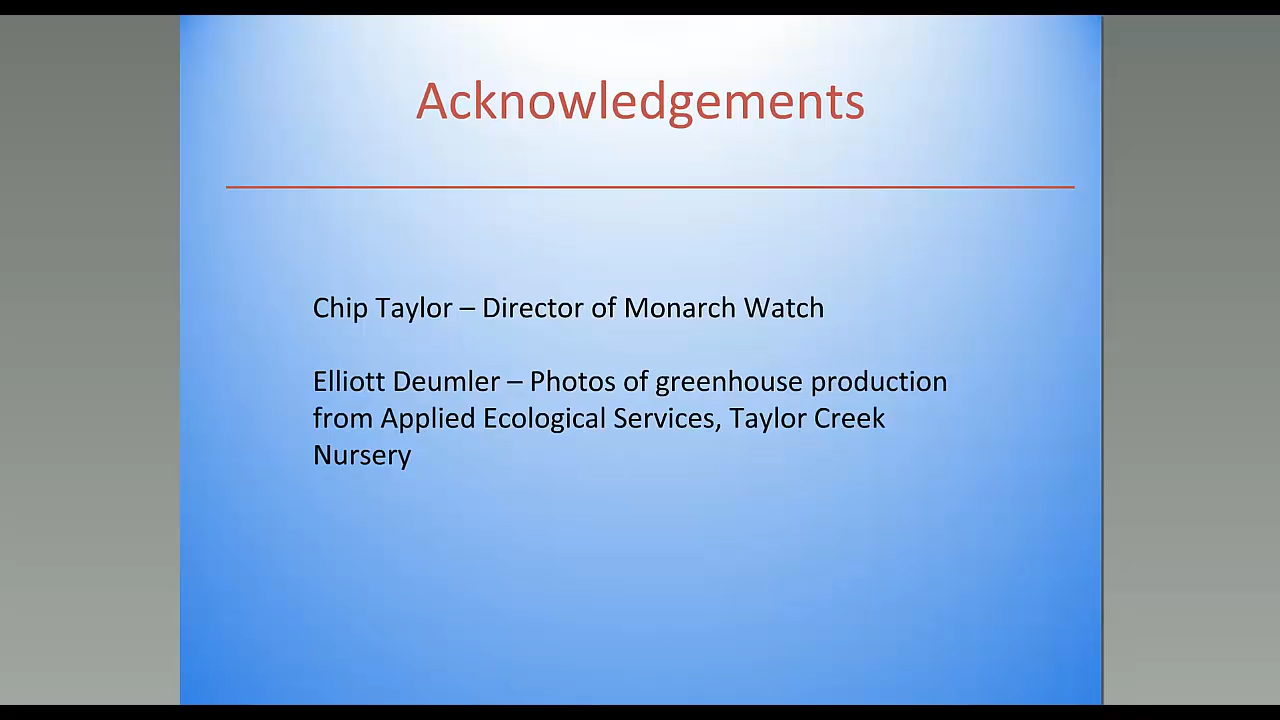 Acknowledgements
Chip Taylor – Director of Monarch Watch
Elliott Deumler – Photos of greenhouse production
from Applied Ecological Services, Taylor Creek
Nursery